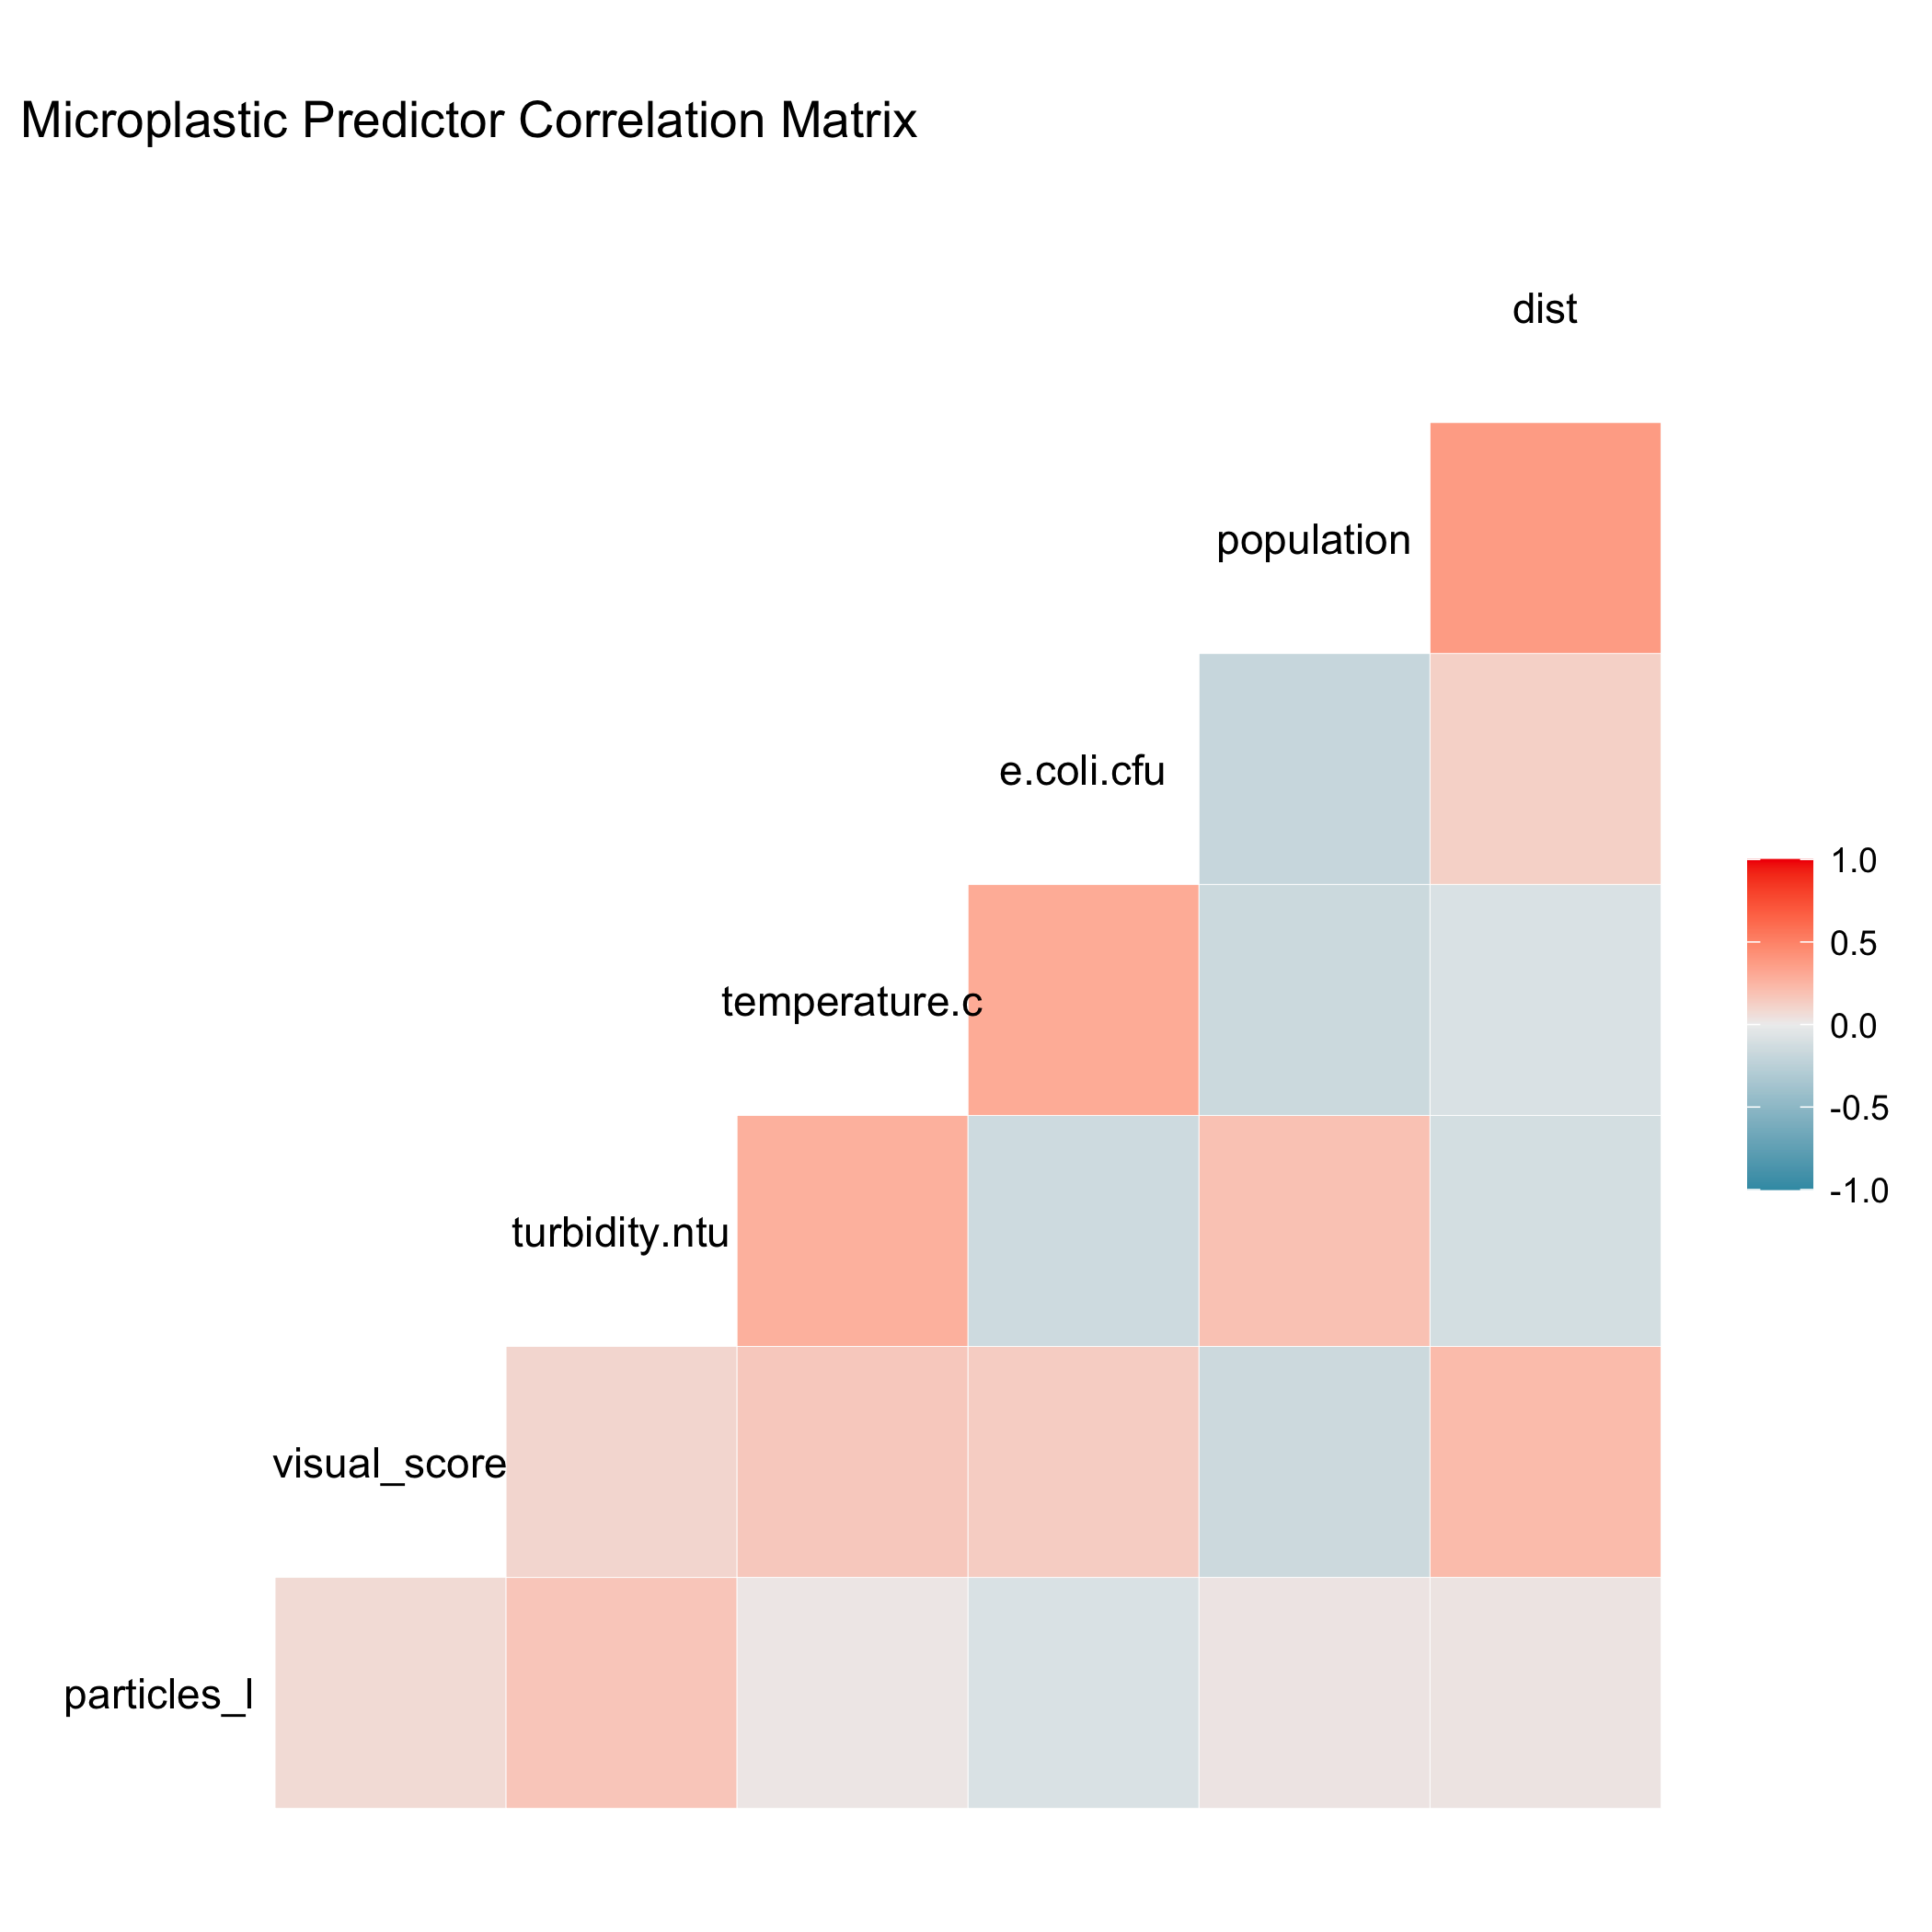 Microplastic Predictor Correlation Matrix
dist
population
e.coli.cfu
temperature.c
turbidity.ntu
visual_score
particles_l
1.0
0.5
0.0
-0.5
-1.0